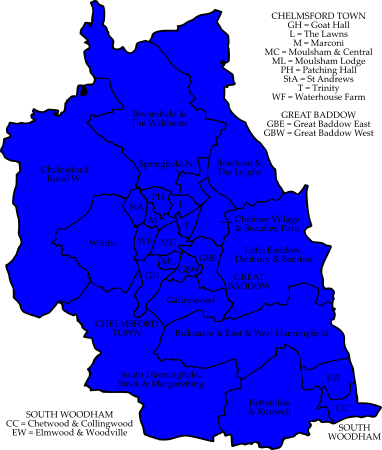 CHELMSFORD TOWN
GH = Goat Hall
L = The Lawns
M = Marconi
MC = Moulsham & Central
ML = Moulsham Lodge
PH = Patching Hall
StA = St Andrews
T = Trinity
WF = Waterhouse Farm
GREAT BADDOW
GBE = Great Baddow East
GBW = Great Baddow West
Broomfield &
The Walthams
Chelmsford
Rural W.
Springfield N.
Boreham &
The Leighs
PH
StA
L
M
T
Chelmer Village
& Beaulieu Park
Writtle
WF
MC
Little Baddow,
Danbury & Sandon
ML
GBE
GBW
GH
GREAT
BADDOW
Galleywood
CHELMSFORD
TOWN
Bicknacre & East & West Hanningfield
South Hanningfield,
Stock & Margaretting
EW
Rettendon
& Runwell
CC
SOUTH WOODHAM
CC = Chetwood & Collingwood
EW = Elmwood & Woodville
SOUTH
WOODHAM